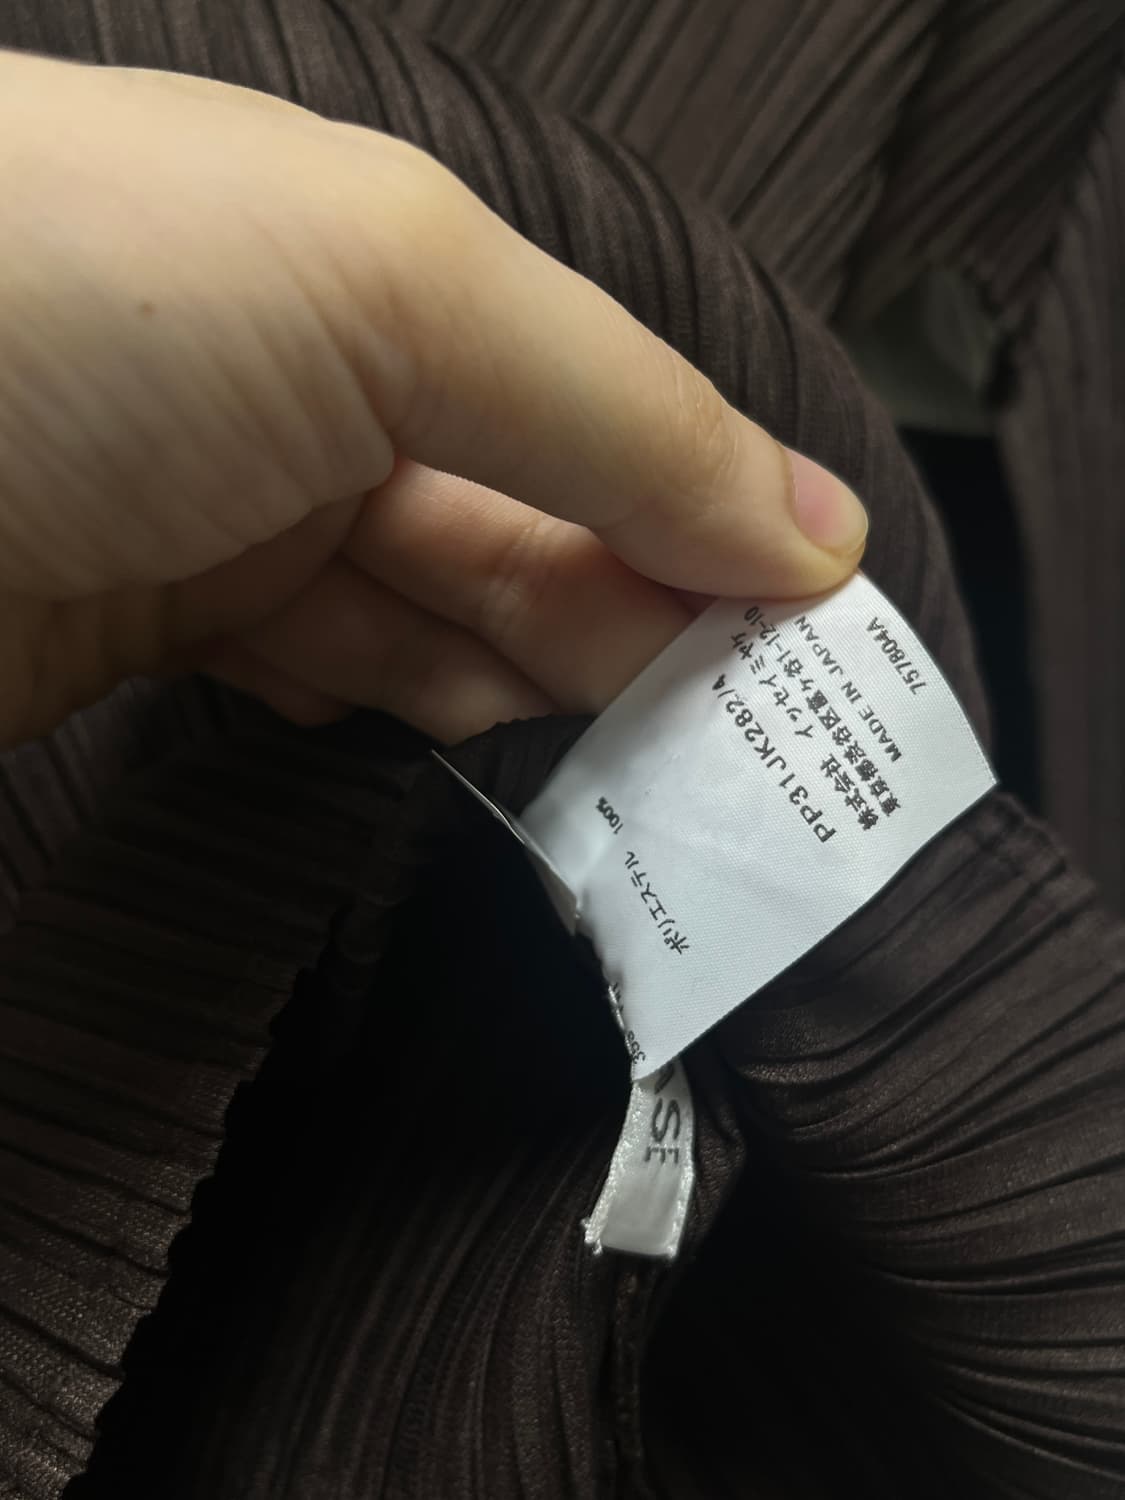 ポリエステル 100%
PP31JK282/4
株式会社 イッセイミヤケ
東京都渋谷区富ヶ谷1-12-10
MADE IN JAPAN
757804A
SE